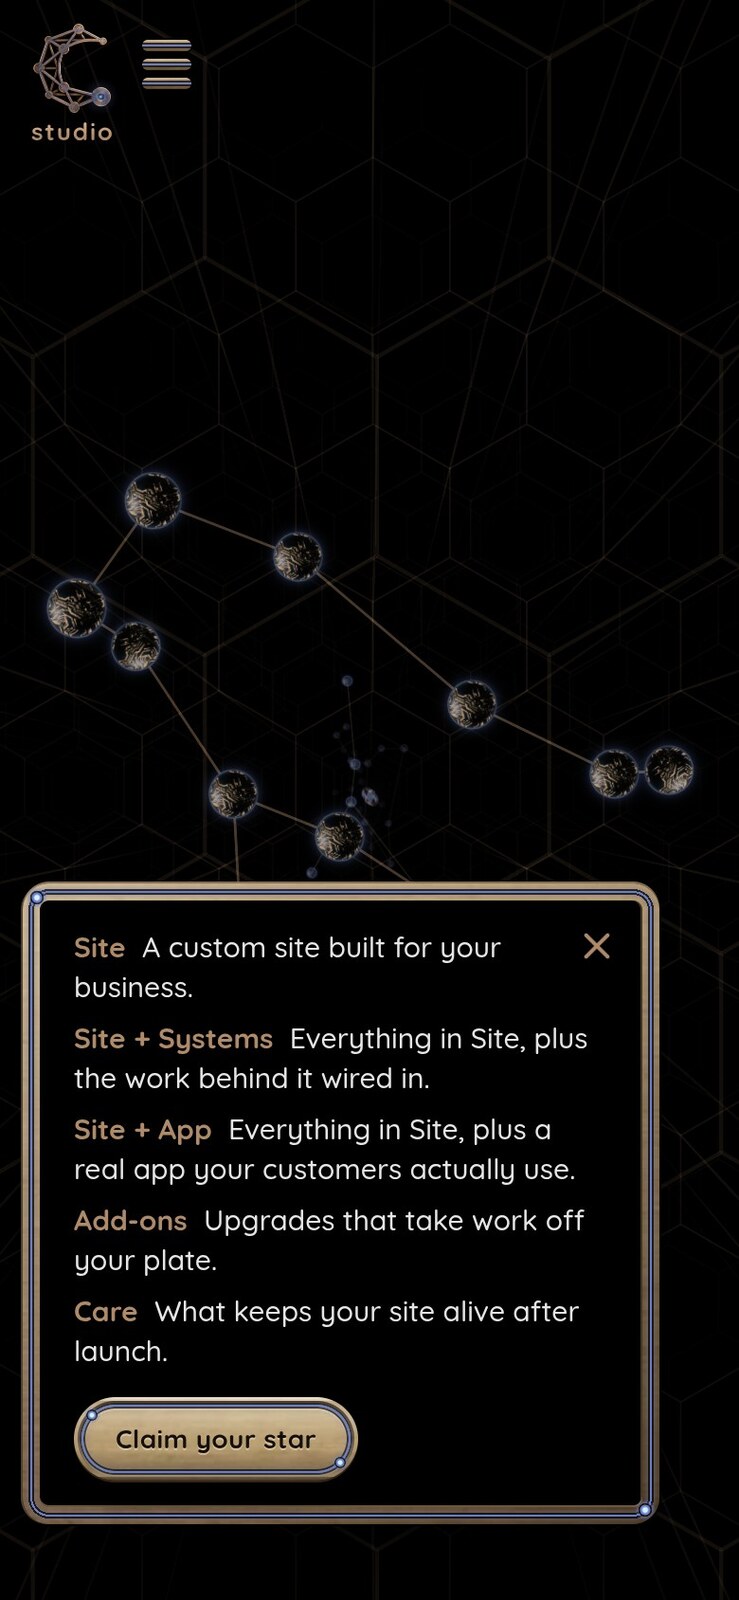 studio
Site A custom site built for your
business.
Site + Systems Everything in Site, plus
the work behind it wired in.
Site + App Everything in Site, plus a
real app your customers actually use.
Add-ons Upgrades that take work off
your plate.
Care What keeps your site alive after
launch.
Claim your star